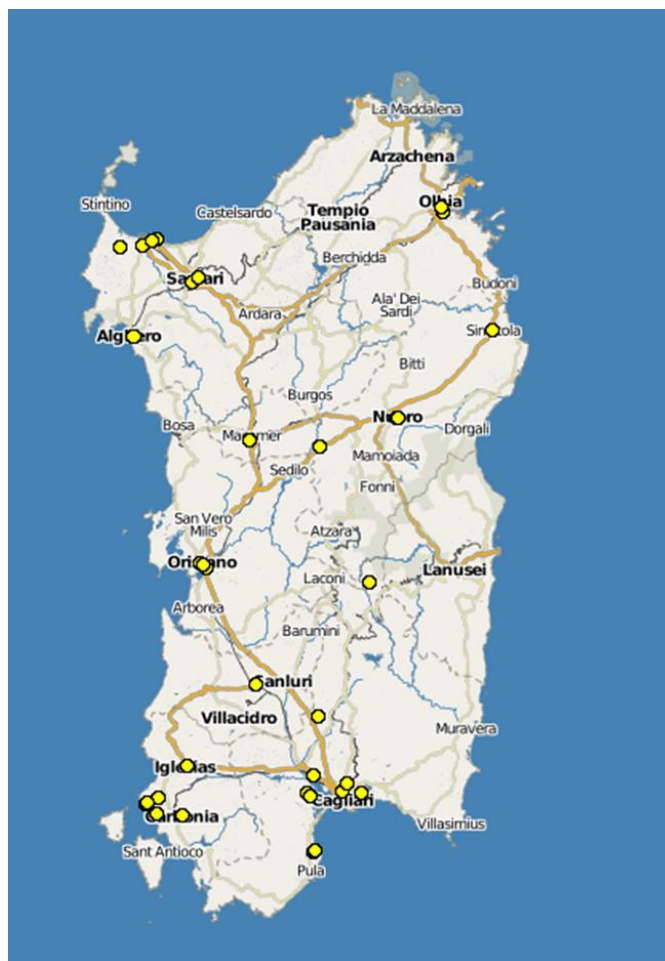 La Maddalena
Arzachena
Stintino
Olbia
Castelsardo
Tempio
Pausania
Berchidda
Sassari
Budoni
Ala' Dei
Sardi
Ardara
Siniscola
Alghero
Bitti
Burgos
Nuoro
Bosa
Macomer
Dorgali
Mamoiada
Sedilo
Fonni
San Vero
Milis
Atzara
Oristano
Lanusei
Laconi
Arborea
Barumini
Sanluri
Villacidro
Muravera
Iglesias
Cagliari
Carbonia
Villasimius
Sant Antioco
Pula